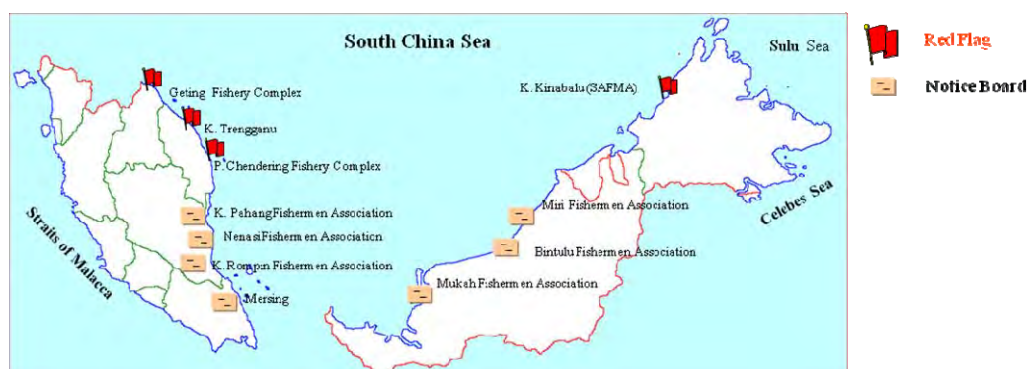 South China Sea
Sulu Sea
Red Flag
Notice Board
Geting Fishery Complex
K. Trengganu
P. Chendering Fishery Complex
K. Pahang Fishermen Association
Nenasi Fishermen Association
K. Rompin Fishermen Association
Mersing
Straits of Malacca
K. Kinabalu (SAFMA)
Miri Fishermen Association
Bintulu Fishermen Association
Mukah Fishermen Association
Celebes Sea